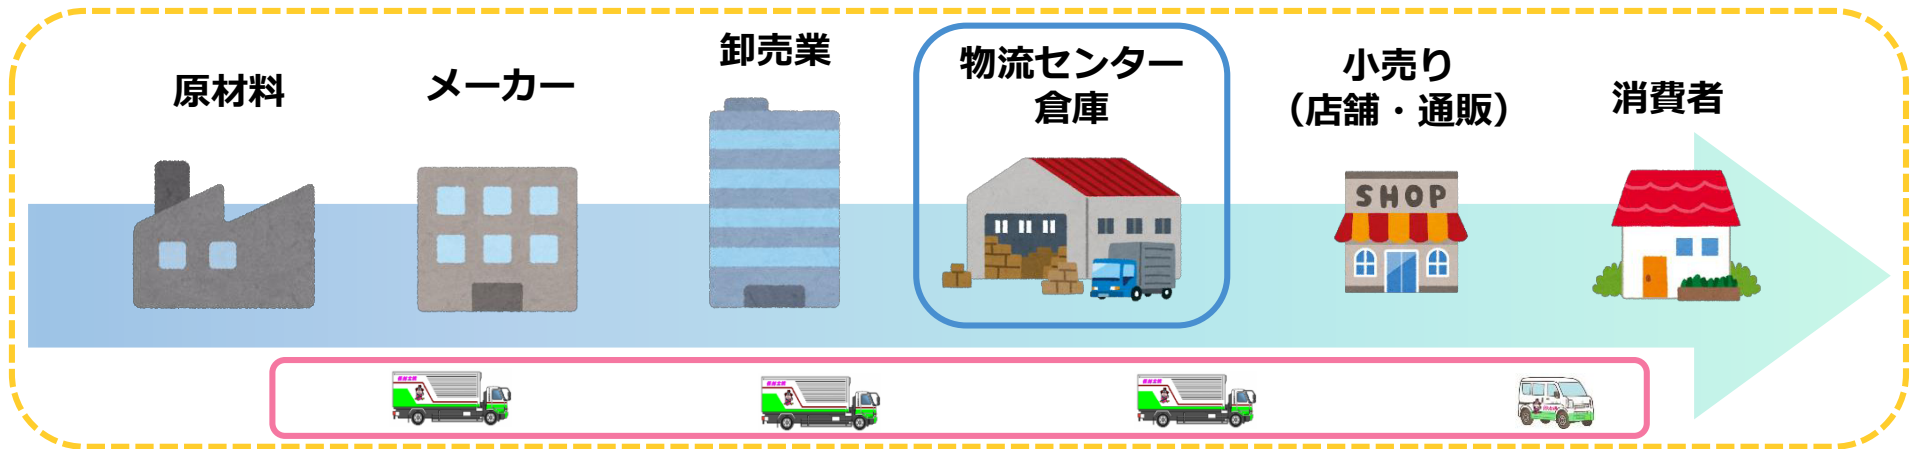 原材料
メーカー
卸売業
物流センター
倉庫
小売り
（店舗・通販）
消費者
SHOP